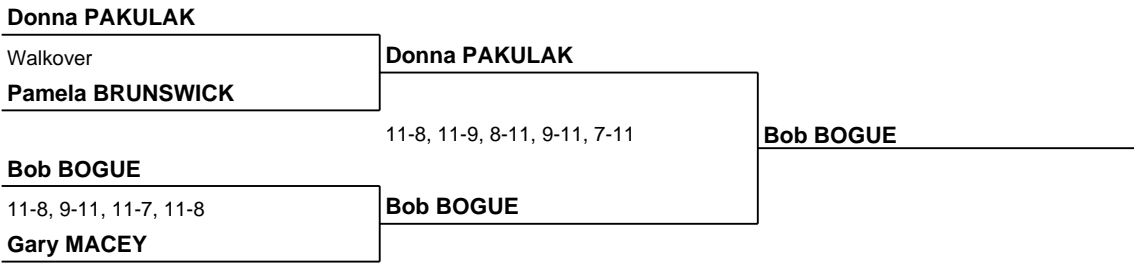 Donna PAKULAK
Walkover
Donna PAKULAK
Pamela BRUNSWICK
11-8, 11-9, 8-11, 9-11, 7-11
Bob BOGUE
Bob BOGUE
11-8, 9-11, 11-7, 11-8
Bob BOGUE
Gary MACEY